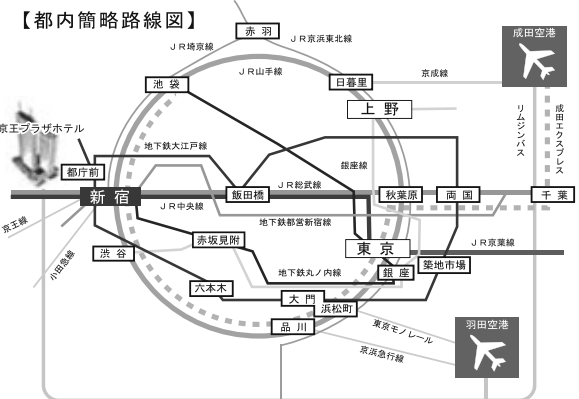 【都内簡略路線図】
赤羽
JR埼京線
JR京浜東北線
成田空港
JR山手線
池袋
日暮里
京成線
上野
リムジンバス
成田エクスプレス
京王プラザホテル
地下鉄大江戸線
銀座線
都庁前
JR総武線
新宿
飯田橋
秋葉原
両国
千葉
JR中央線
地下鉄都営新宿線
京王線
小田急線
渋谷
赤坂見附
東京
JR京葉線
銀座
築地市場
地下鉄丸ノ内線
六本木
大門
浜松町
品川
東京モノレール
京浜急行線
羽田空港